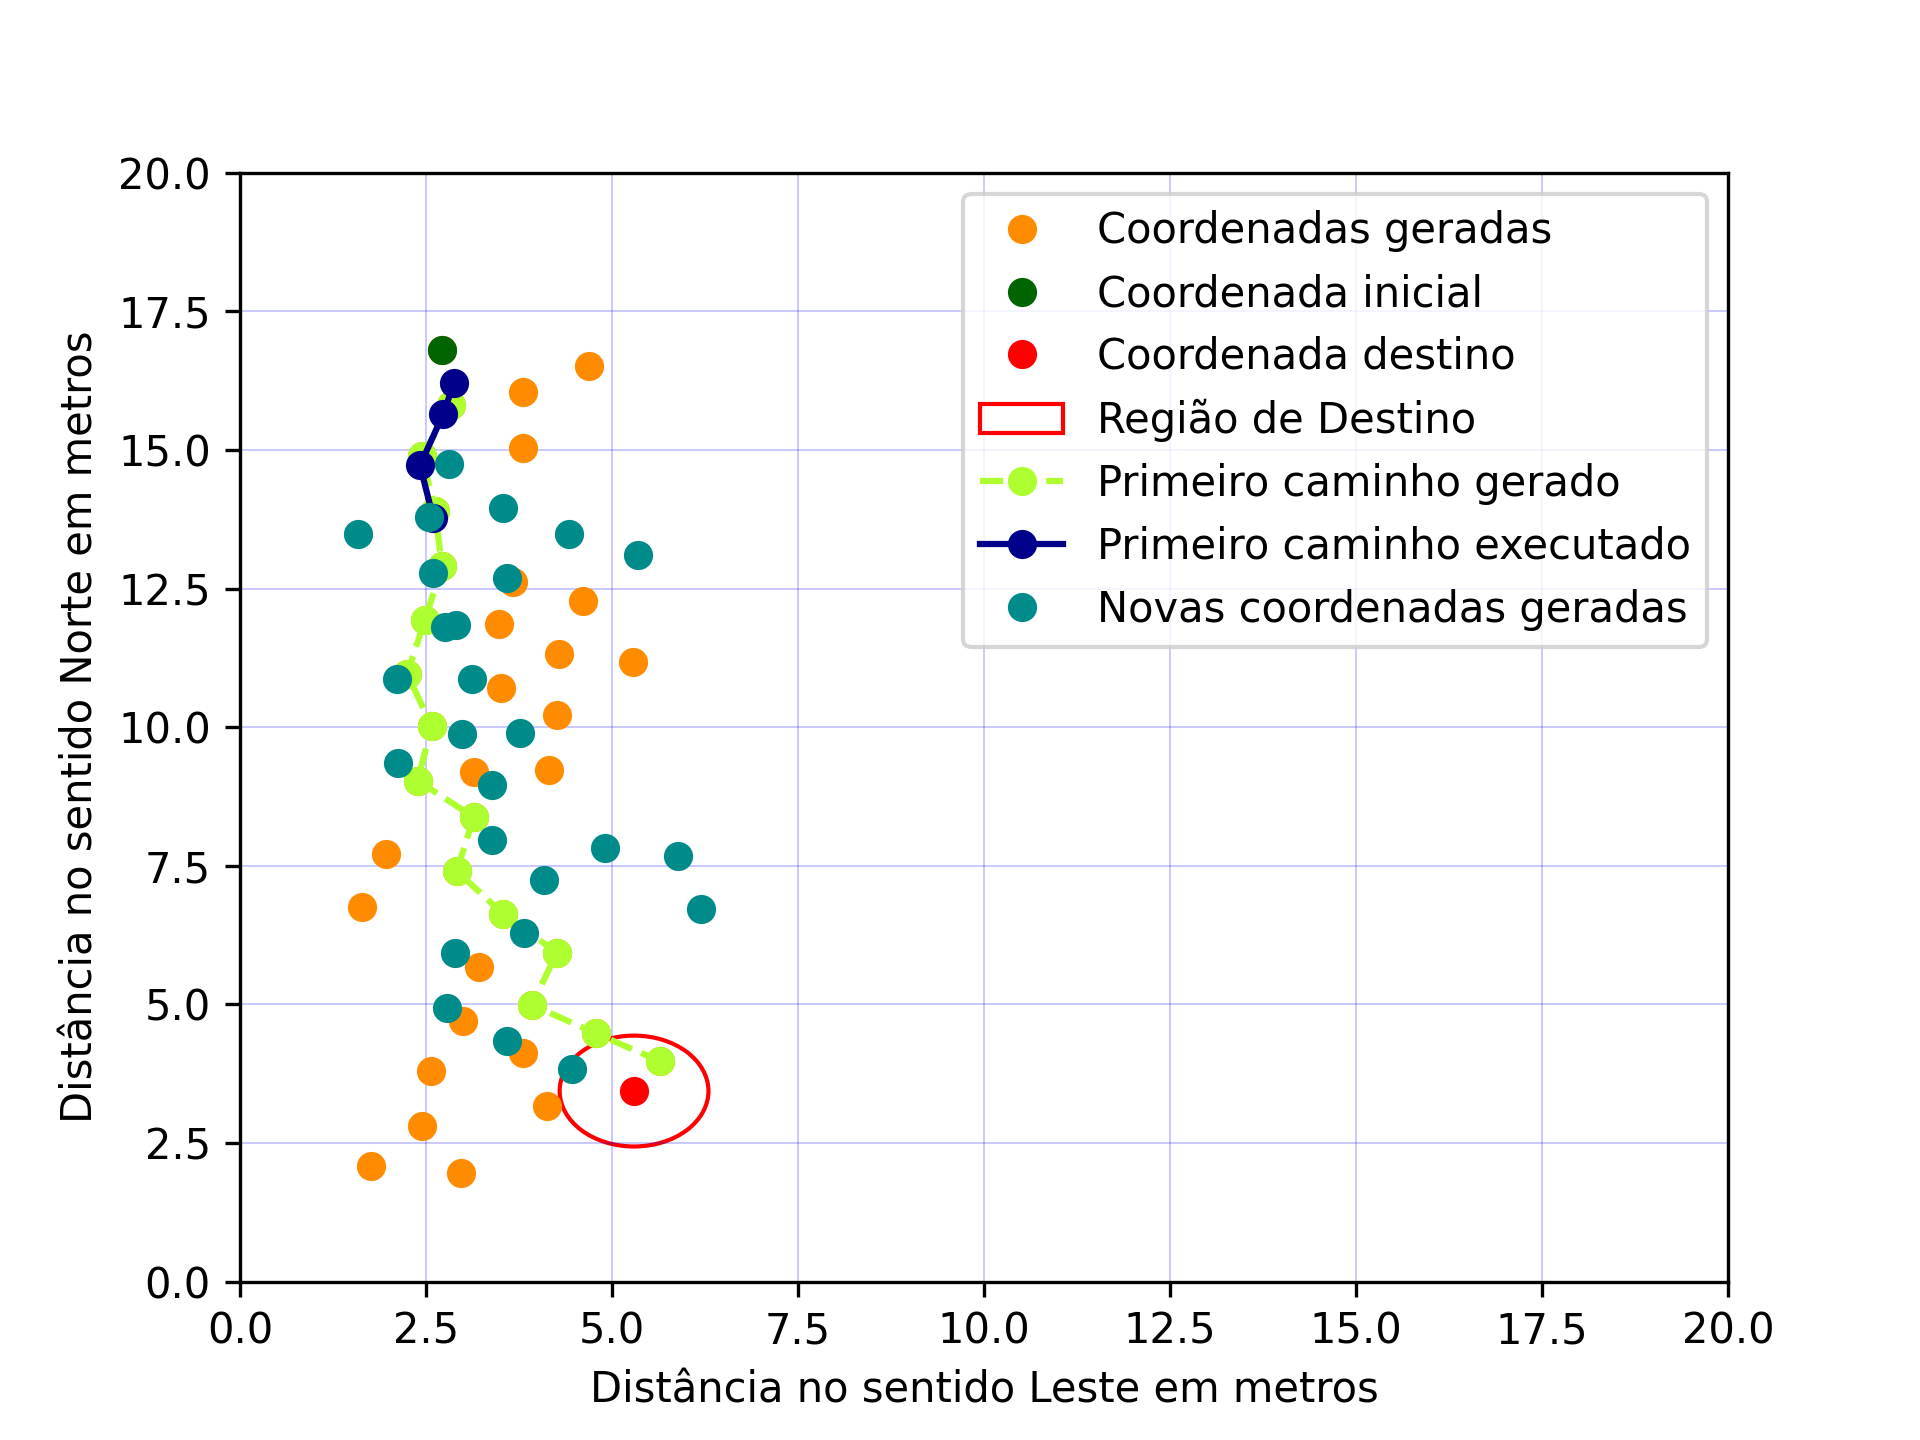 Coordenadas geradas
Coordenada inicial
Coordenada destino
Região de Destino
Primeiro caminho gerado
Primeiro caminho executado
Novas coordenadas geradas
Distância no sentido Norte em metros
20.0
17.5
15.0
12.5
10.0
7.5
5.0
2.5
0.0
0.0 2.5 5.0 7.5 10.0 12.5 15.0 17.5 20.0
Distância no sentido Leste em metros